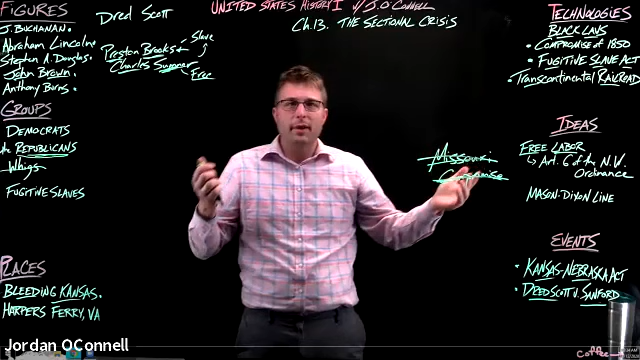 FIGURES
J. BUCHANAN.
Abraham Lincoln
Stephen A. Douglas.
John Brown.
Anthony Burns.
Dred Scott
Preston Brooks
Charles Sumner
Slave
Free
GROUPS
DEMOCRATS
the REPUBLICANS
Whigs
FUGITIVE SLAVES
PLACES
BLEEDING KANSAS.
HARPERS FERRY, VA
UNITED STATES HISTORY I w/ J. O'CONNELL
Ch. 13. THE SECTIONAL CRISIS
Missouri
Compromise
TECHNOLOGIES
BLACK LAWS
• COMPROMISE OF 1850
• FUGITIVE SLAVE ACT
• Transcontinental RAILROAD
IDEAS
FREE LABOR
↳ Art. 6 of the N.W.
Ordinance
MASON-DIXON LINE
EVENTS
• KANSAS-NEBRASKA ACT
• DRED SCOTT v. SANFORD
coffee →
Jordan OConnell